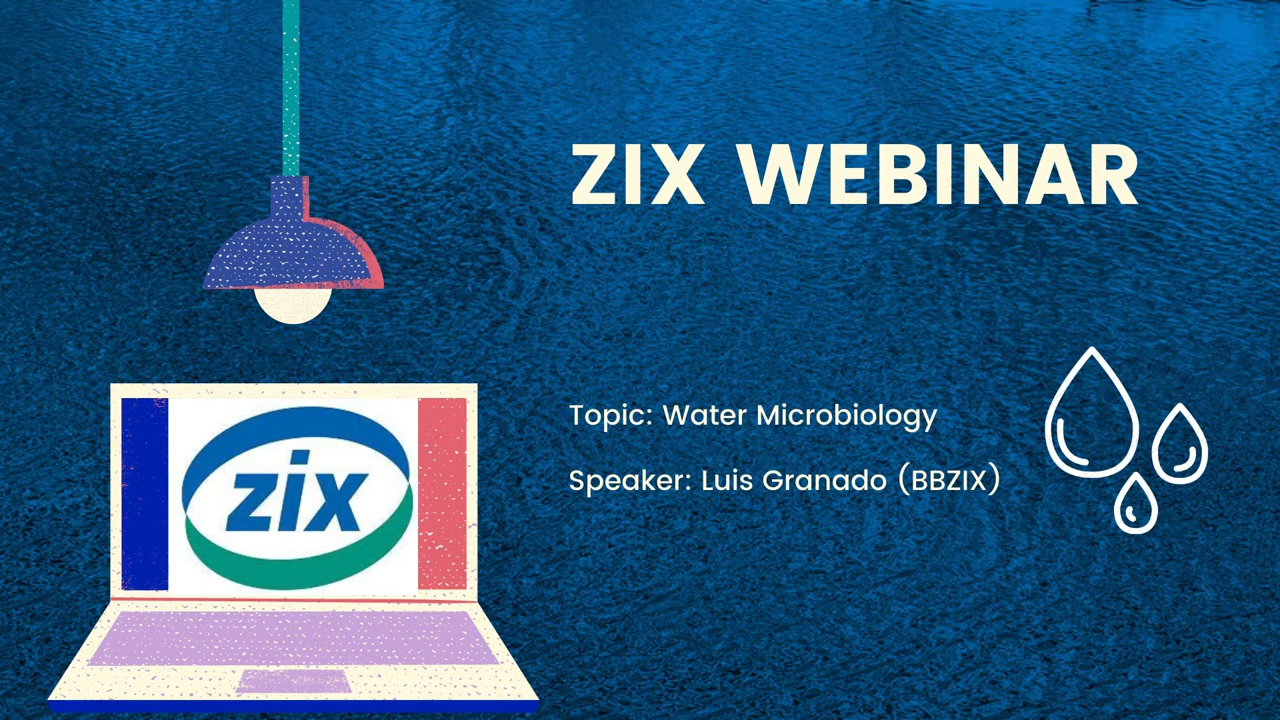 ZIX WEBINAR
zix
Topic: Water Microbiology
Speaker: Luis Granado (BBZIX)